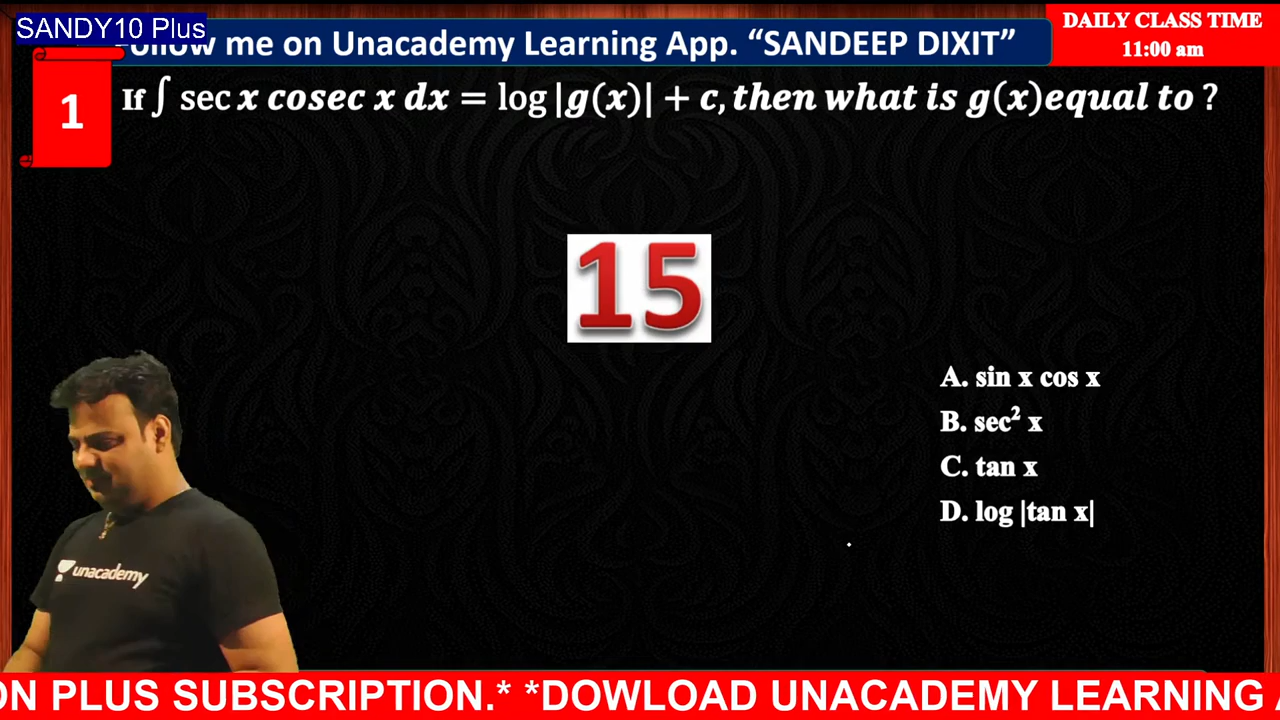 SANDY10 Plus
Follow me on Unacademy Learning App. “SANDEEP DIXIT”
DAILY CLASS TIME
11:00 am
1
If ∫ sec x cosec x dx = log |g(x)| + c, then what is g(x)equal to ?
15
A. sin x cos x
B. sec² x
C. tan x
D. log |tan x|
unacademy
ON PLUS SUBSCRIPTION.* *DOWLOAD UNACADEMY LEARNING